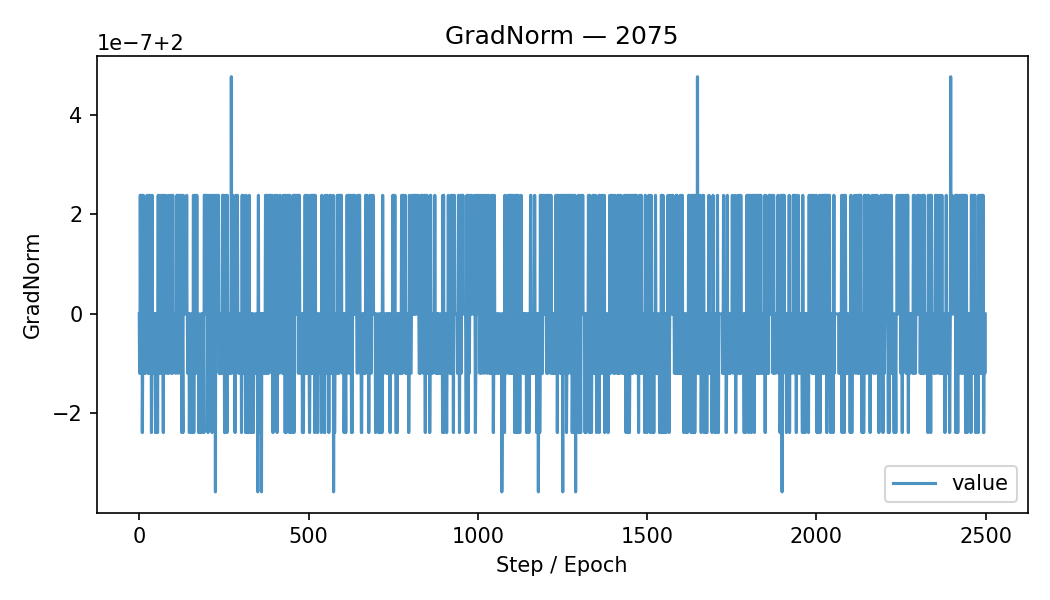 GradNorm — 2075
1e−7+2
4
2
0
−2
GradNorm
0
500
1000
1500
2000
2500
Step / Epoch
value